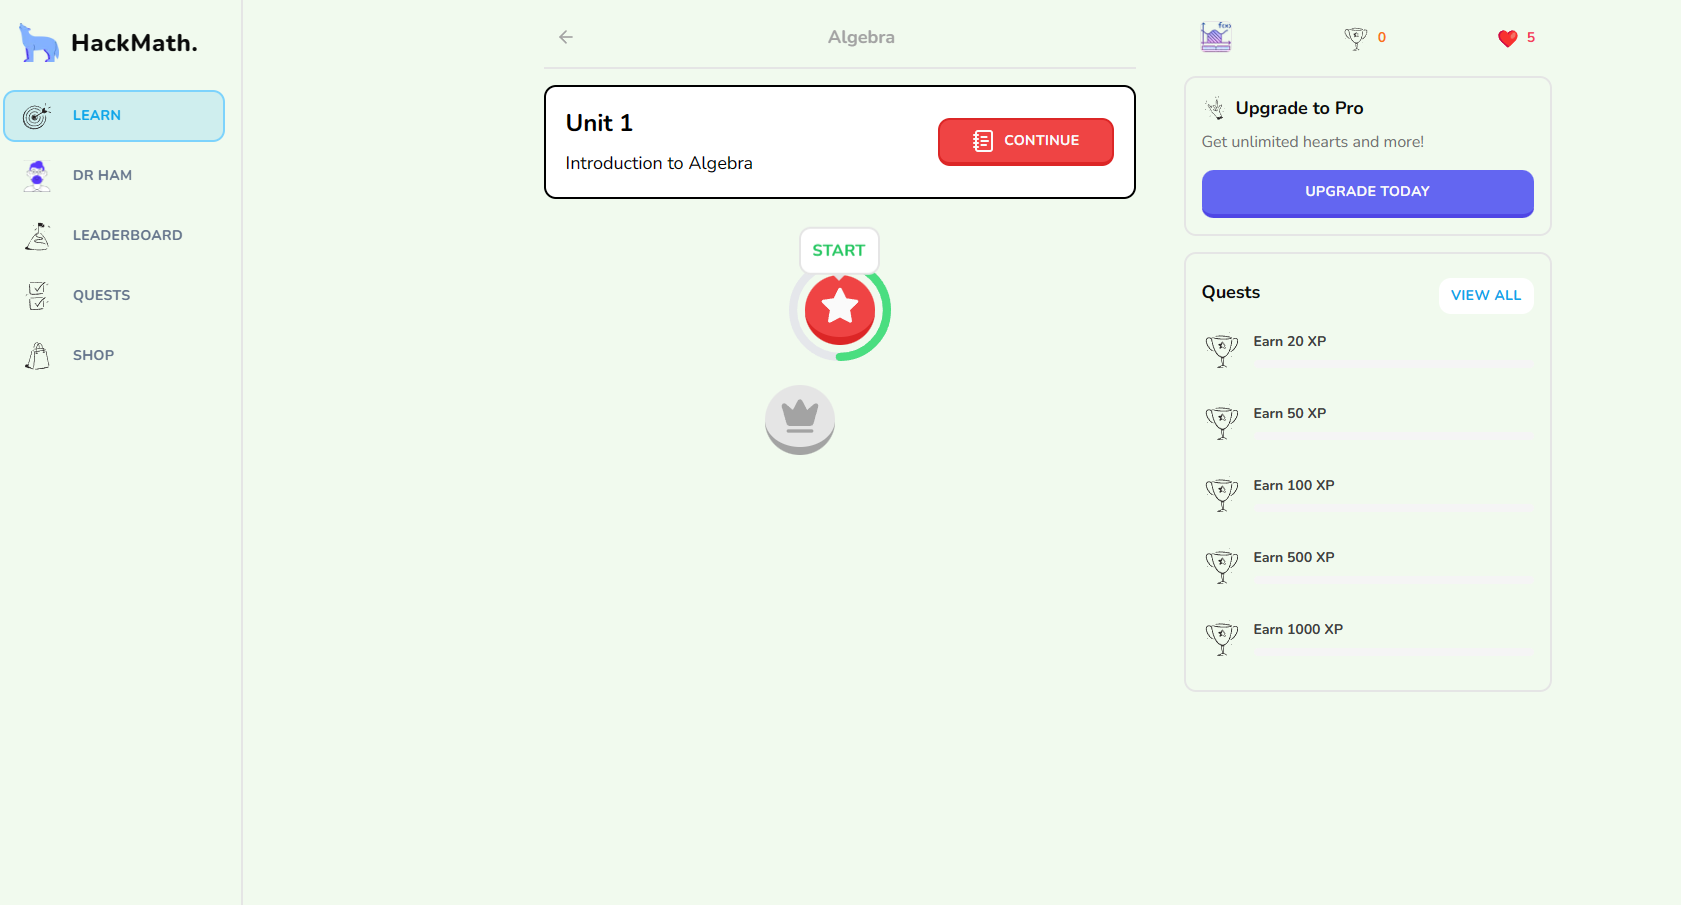 HackMath.
LEARN
DR HAM
LEADERBOARD
QUESTS
SHOP
Algebra
Unit 1
Introduction to Algebra
CONTINUE
START
0
5
Upgrade to Pro
Get unlimited hearts and more!
UPGRADE TODAY
Quests
VIEW ALL
Earn 20 XP
Earn 50 XP
Earn 100 XP
Earn 500 XP
Earn 1000 XP